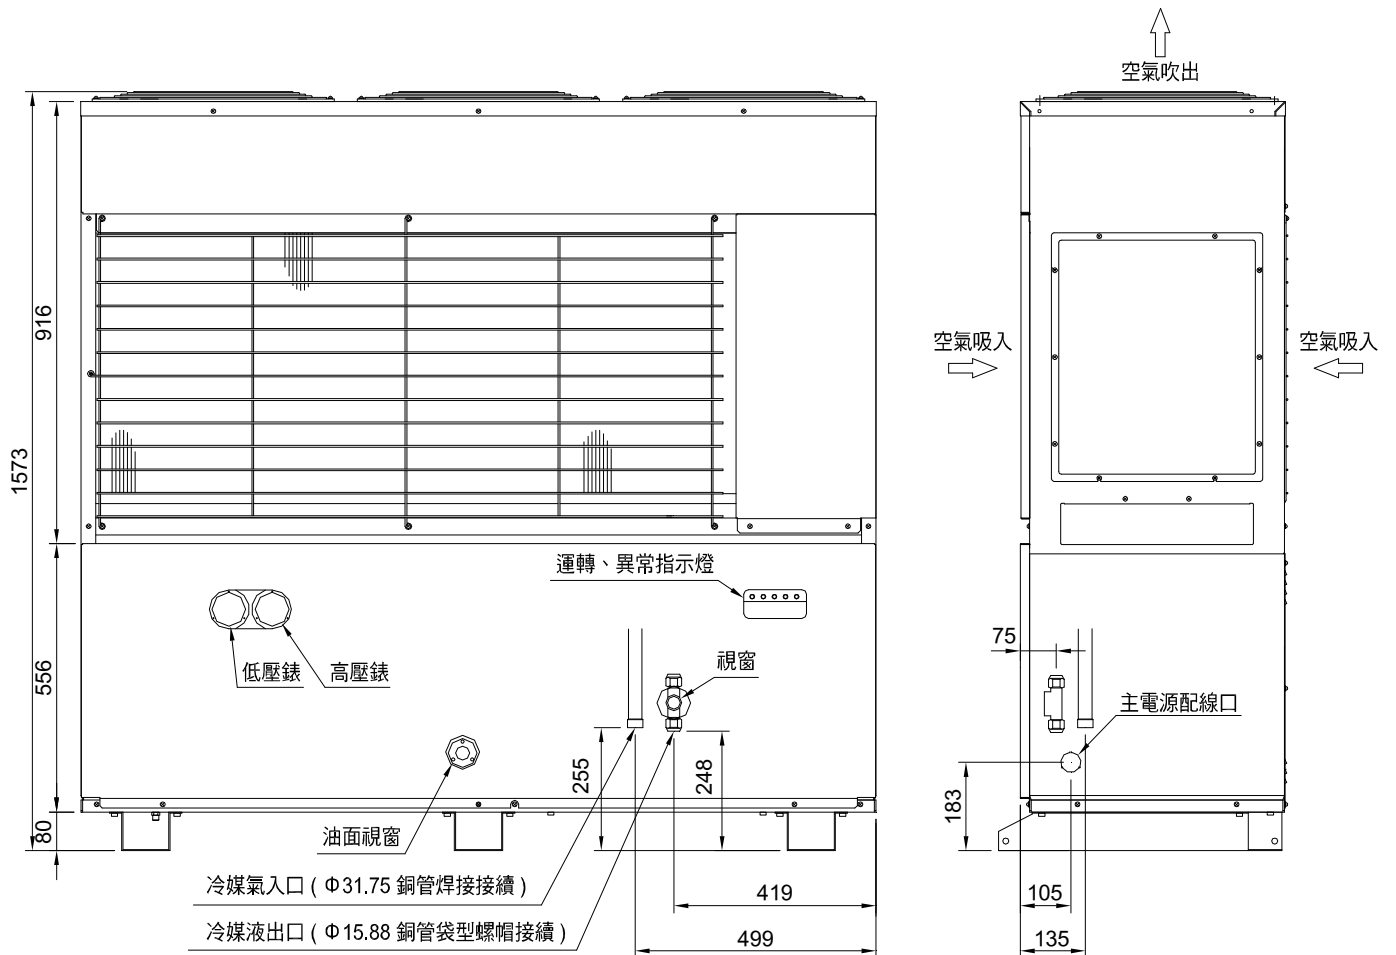 空氣吹出
916
1573
空氣吸入
空氣吸入
運轉、異常指示燈
低壓錶
高壓錶
視窗
75
556
主電源配線口
255
248
183
80
油面視窗
冷媒氣入口 ( Φ31.75 銅管焊接接續 )
419
105
冷媒液出口 ( Φ15.88 銅管袋型螺帽接續 )
499
135